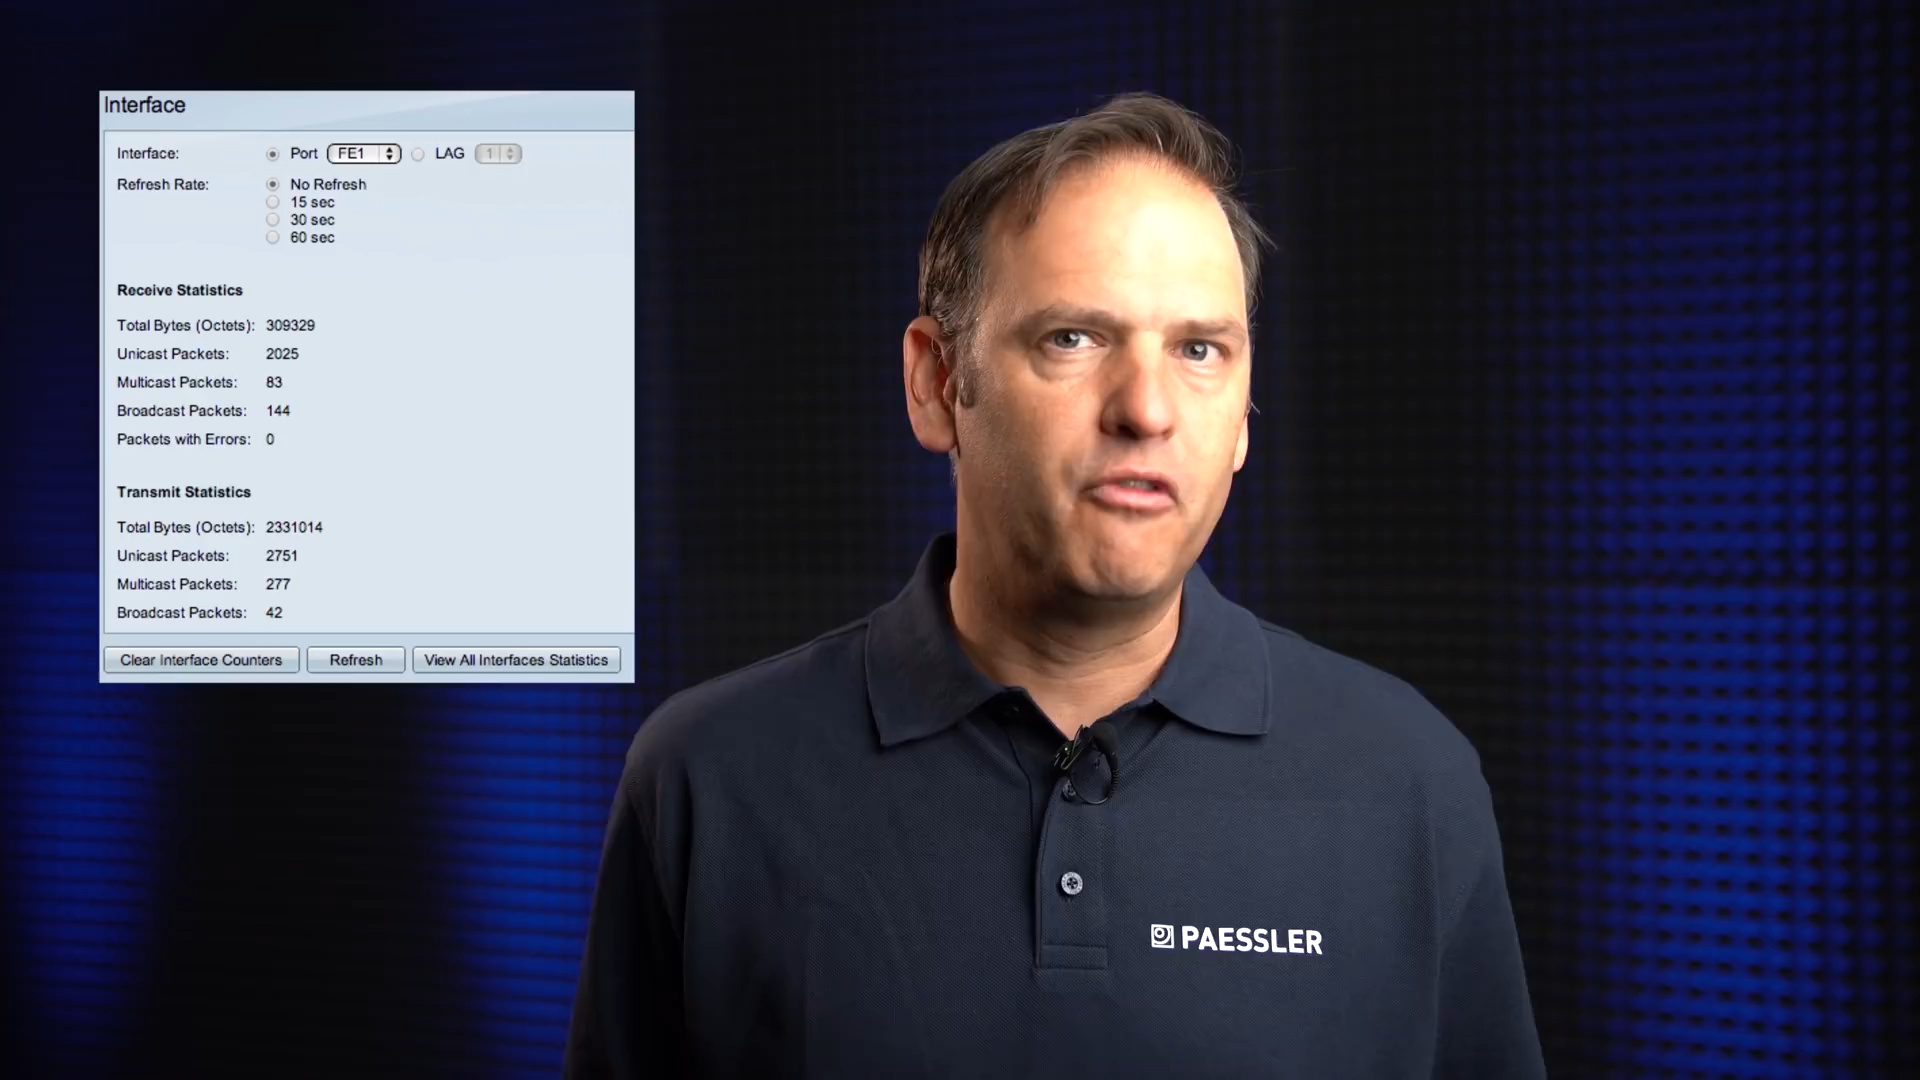 Interface
Interface: Port FE1 LAG 1
Refresh Rate: No Refresh
15 sec
30 sec
60 sec
Receive Statistics
Total Bytes (Octets): 309329
Unicast Packets: 2025
Multicast Packets: 83
Broadcast Packets: 144
Packets with Errors: 0
Transmit Statistics
Total Bytes (Octets): 2331014
Unicast Packets: 2751
Multicast Packets: 277
Broadcast Packets: 42
Clear Interface Counters Refresh View All Interfaces Statistics
PAESSLER